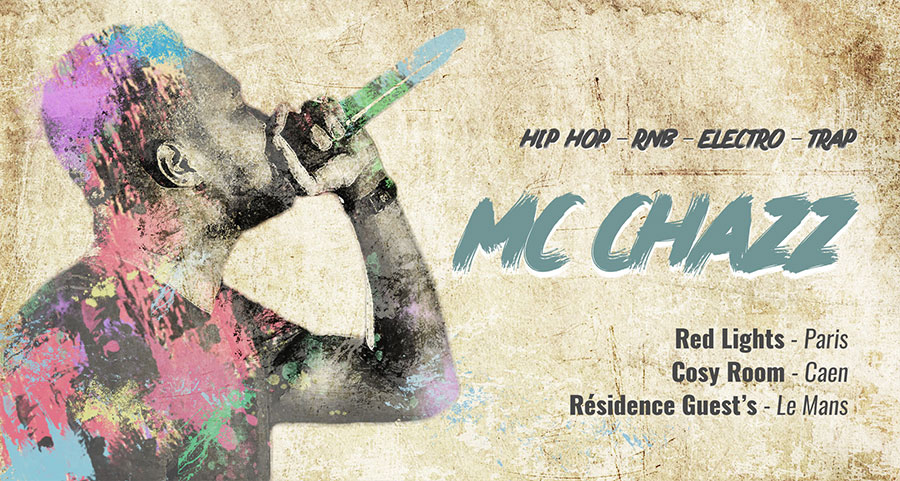 HIP HOP - RNB - ELECTRO - TRAP
MC CHAZZ
Red Lights - Paris
Cosy Room - Caen
Résidence Guest's - Le Mans